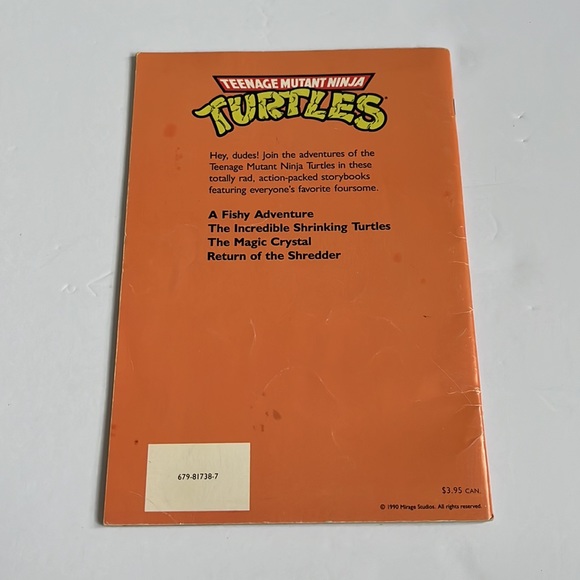 TEENAGE MUTANT NINJA
TURTLES
Hey, dudes! Join the adventures of the
Teenage Mutant Ninja Turtles in these
totally rad, action-packed storybooks
featuring everyone's favorite foursome.
A Fishy Adventure
The Incredible Shrinking Turtles
The Magic Crystal
Return of the Shredder
679-81738-7
$3.95 CAN.
© 1990 Mirage Studios. All rights reserved.